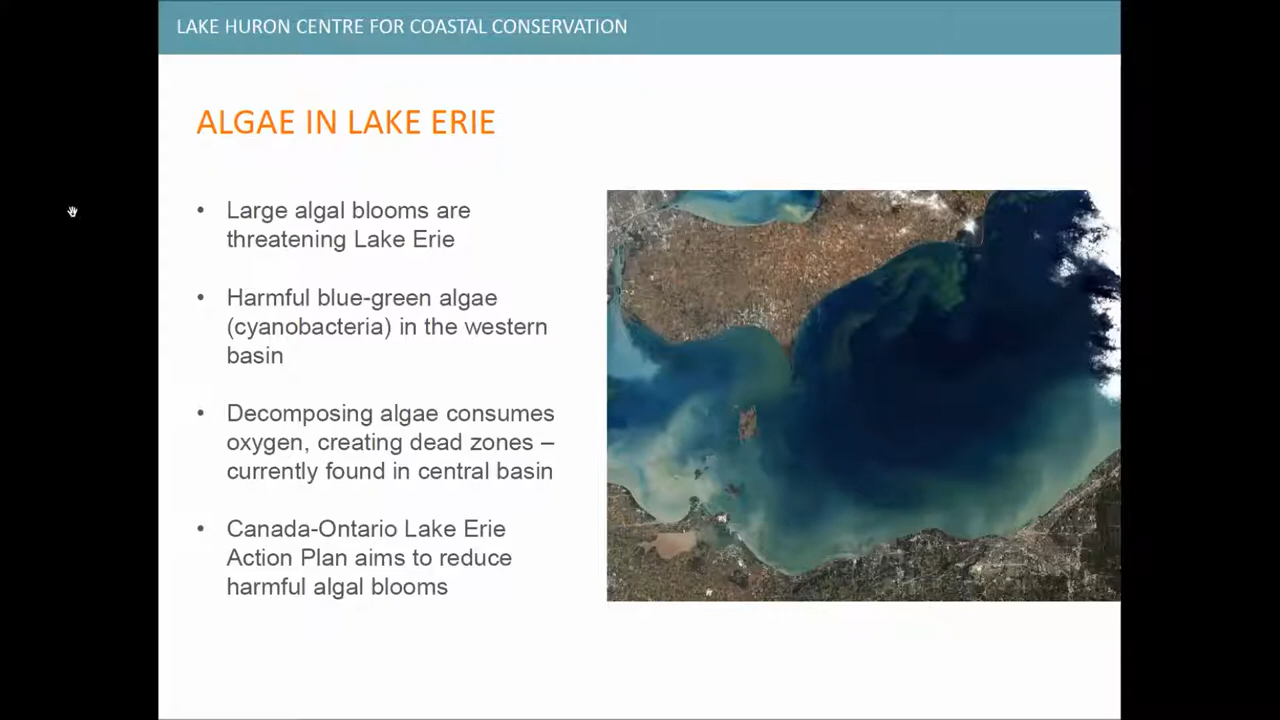 LAKE HURON CENTRE FOR COASTAL CONSERVATION
ALGAE IN LAKE ERIE
• Large algal blooms are
threatening Lake Erie
• Harmful blue-green algae
(cyanobacteria) in the western
basin
• Decomposing algae consumes
oxygen, creating dead zones –
currently found in central basin
• Canada-Ontario Lake Erie
Action Plan aims to reduce
harmful algal blooms